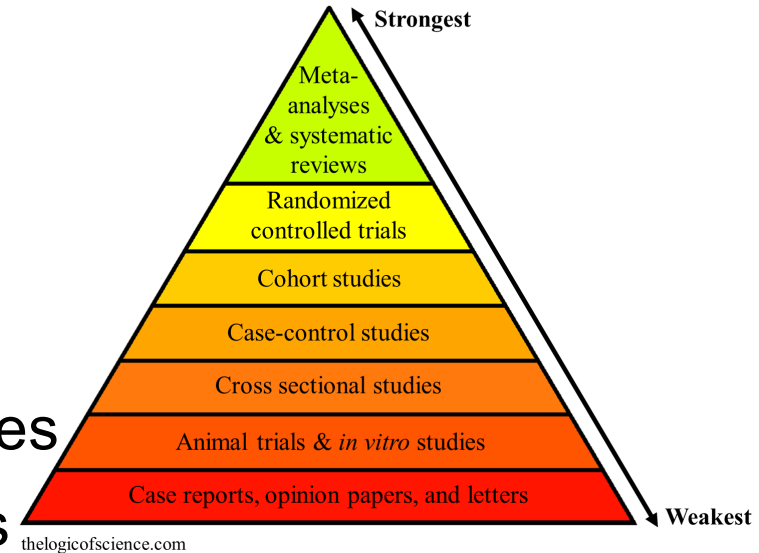 Strongest
Meta-
analyses
& systematic
reviews
Randomized
controlled trials
Cohort studies
Case-control studies
Cross sectional studies
es
Animal trials & in vitro studies
Case reports, opinion papers, and letters
s
Weakest
thelogicofscience.com